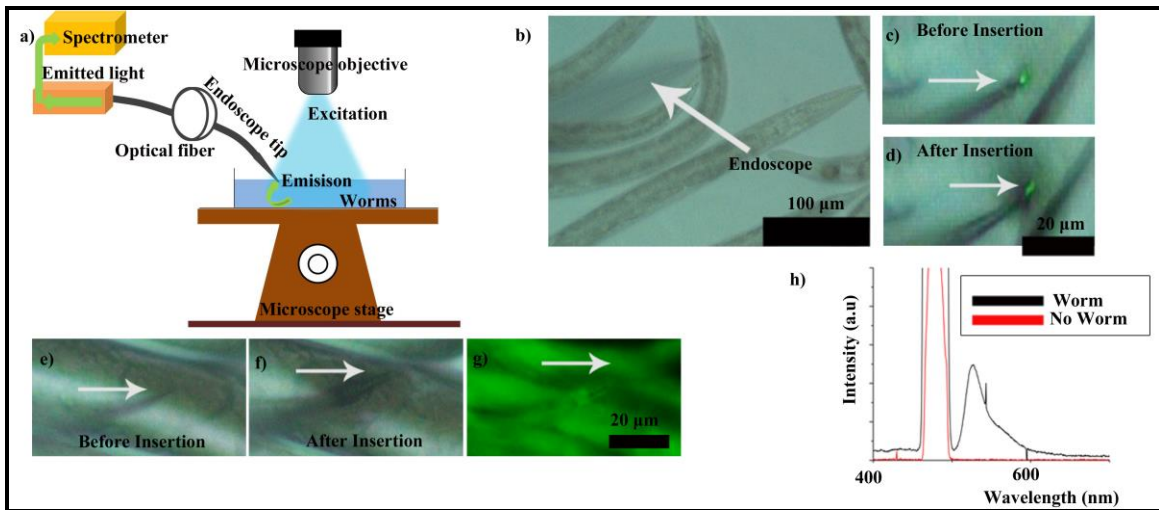 a)
Spectrometer
Emitted light
Microscope objective
Excitation
Endoscope tip
Optical fiber
Emisison
Worms
Microscope stage
b)
Endoscope
100 µm
c)
Before Insertion
d)
After Insertion
20 µm
e)
Before Insertion
f)
After Insertion
g)
20 µm
h)
Worm
No Worm
Intensity (a.u)
400
600
Wavelength (nm)